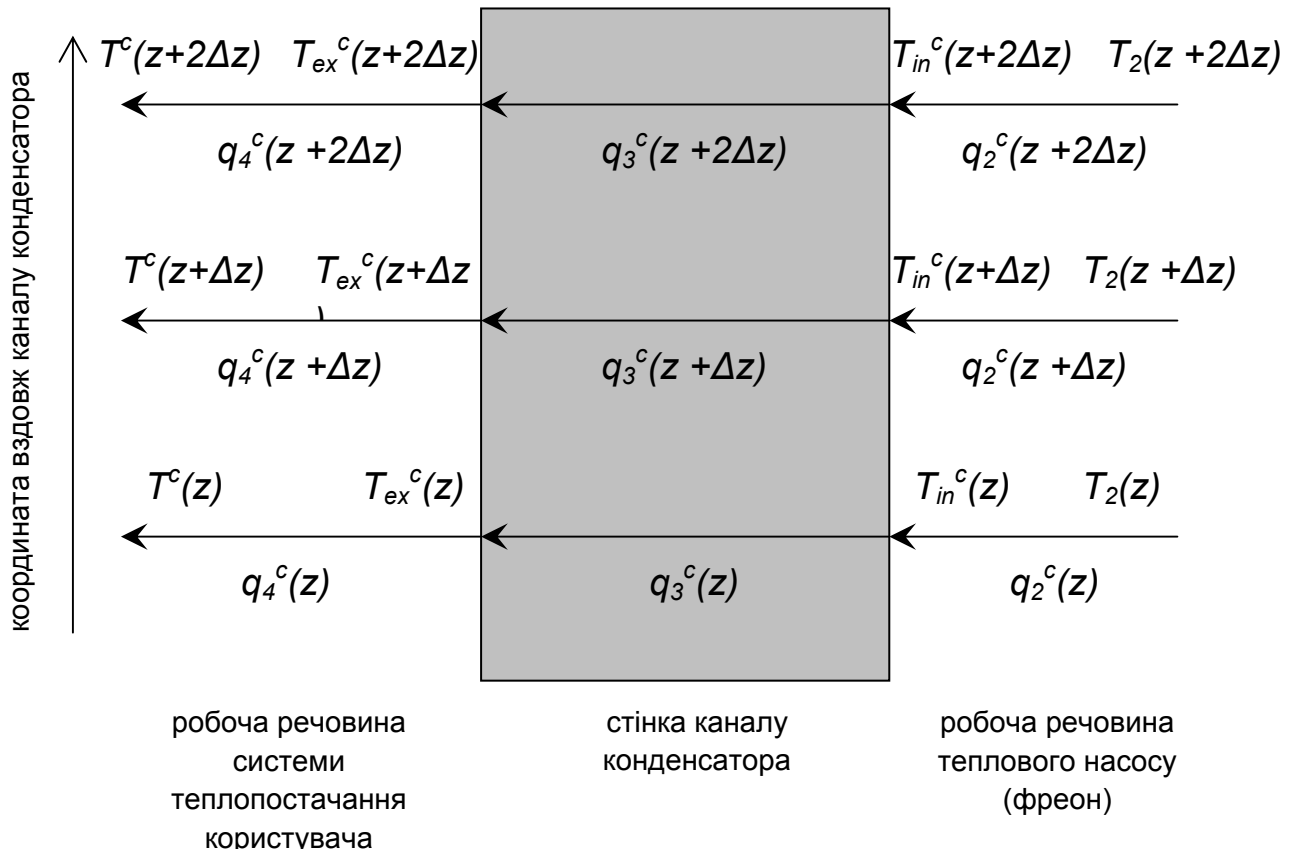 координата вздовж каналу конденсатора
T^c(z+2Δz) T_ex^c(z+2Δz) T_in^c(z+2Δz) T_2(z +2Δz)
q_4^c(z +2Δz) q_3^c(z +2Δz) q_2^c(z +2Δz)
T^c(z+Δz) T_ex^c(z+Δz T_in^c(z+Δz) T_2(z +Δz)
)
q_4^c(z +Δz) q_3^c(z +Δz) q_2^c(z +Δz)
T^c(z) T_ex^c(z) T_in^c(z) T_2(z)
q_4^c(z) q_3^c(z) q_2^c(z)
робоча речовина
системи
теплопостачання
користувача
стінка каналу
конденсатора
робоча речовина
теплового насосу
(фреон)